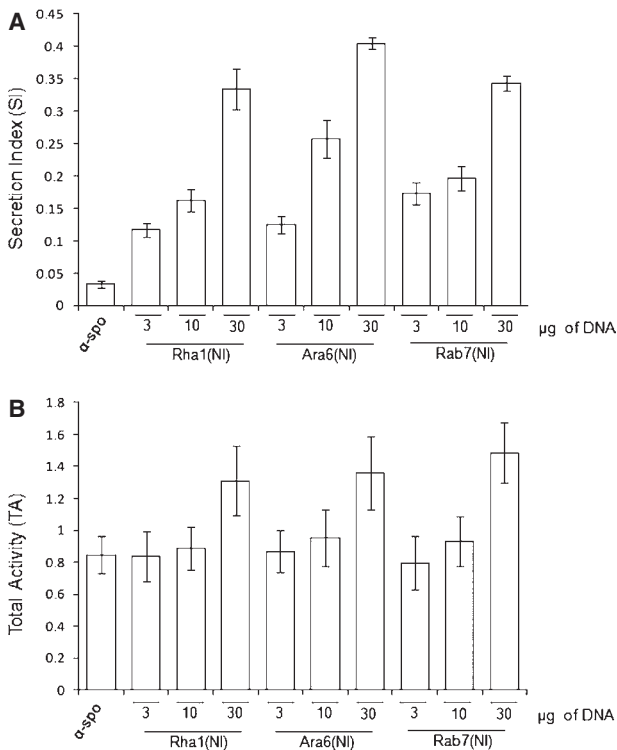 A
Secretion Index (SI)
0.45
0.4
0.35
0.3
0.25
0.2
0.15
0.1
0.05
0
α-spo
3 10 30 3 10 30 3 10 30 µg of DNA
Rha1(NI) Ara6(NI) Rab7(NI)
B
Total Activity (TA)
1.8
1.6
1.4
1.2
1
0.8
0.6
0.4
0.2
0
α-spo
3 10 30 3 10 30 3 10 30 µg of DNA
Rha1(NI) Ara6(NI) Rab7(NI)